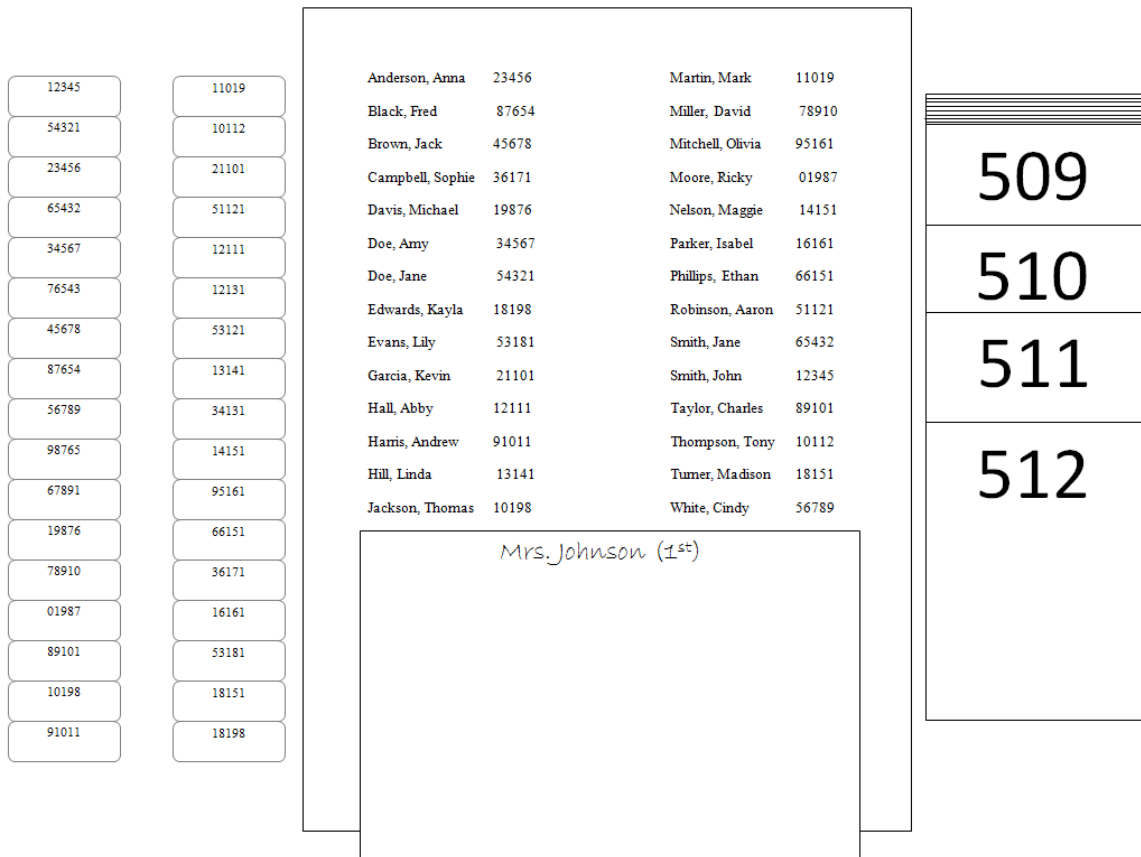 12345
54321
23456
65432
34567
76543
45678
87654
56789
98765
67891
19876
78910
01987
89101
10198
91011
11019
10112
21101
51121
12111
12131
53121
13141
34131
14151
95161
66151
36171
16161
53181
18151
18198
Anderson, Anna 23456
Black, Fred 87654
Brown, Jack 45678
Campbell, Sophie 36171
Davis, Michael 19876
Doe, Amy 34567
Doe, Jane 54321
Edwards, Kayla 18198
Evans, Lily 53181
Garcia, Kevin 21101
Hall, Abby 12111
Harris, Andrew 91011
Hill, Linda 13141
Jackson, Thomas 10198
Martin, Mark 11019
Miller, David 78910
Mitchell, Olivia 95161
Moore, Ricky 01987
Nelson, Maggie 14151
Parker, Isabel 16161
Phillips, Ethan 66151
Robinson, Aaron 51121
Smith, Jane 65432
Smith, John 12345
Taylor, Charles 89101
Thompson, Tony 10112
Turner, Madison 18151
White, Cindy 56789
Mrs. Johnson (1st)
509
510
511
512